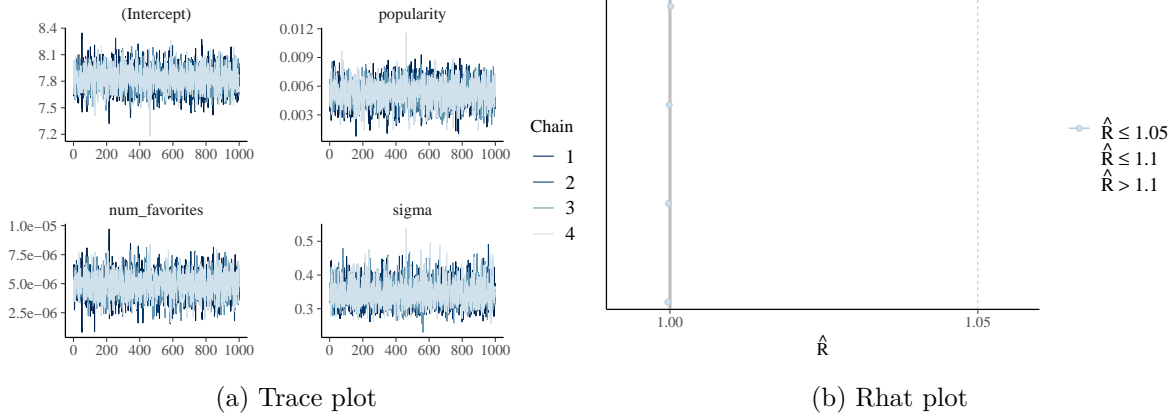 (Intercept)
8.4
8.1
7.8
7.5
7.2
0 200 400 600 800 1000
popularity
0.012
0.009
0.006
0.003
0 200 400 600 800 1000
num_favorites
1.0e−05
7.5e−06
5.0e−06
2.5e−06
0 200 400 600 800 1000
sigma
0.5
0.4
0.3
0 200 400 600 800 1000
Chain
1
2
3
4
(a) Trace plot
1.00 1.05
R̂
R̂ ≤ 1.05
R̂ ≤ 1.1
R̂ > 1.1
(b) Rhat plot